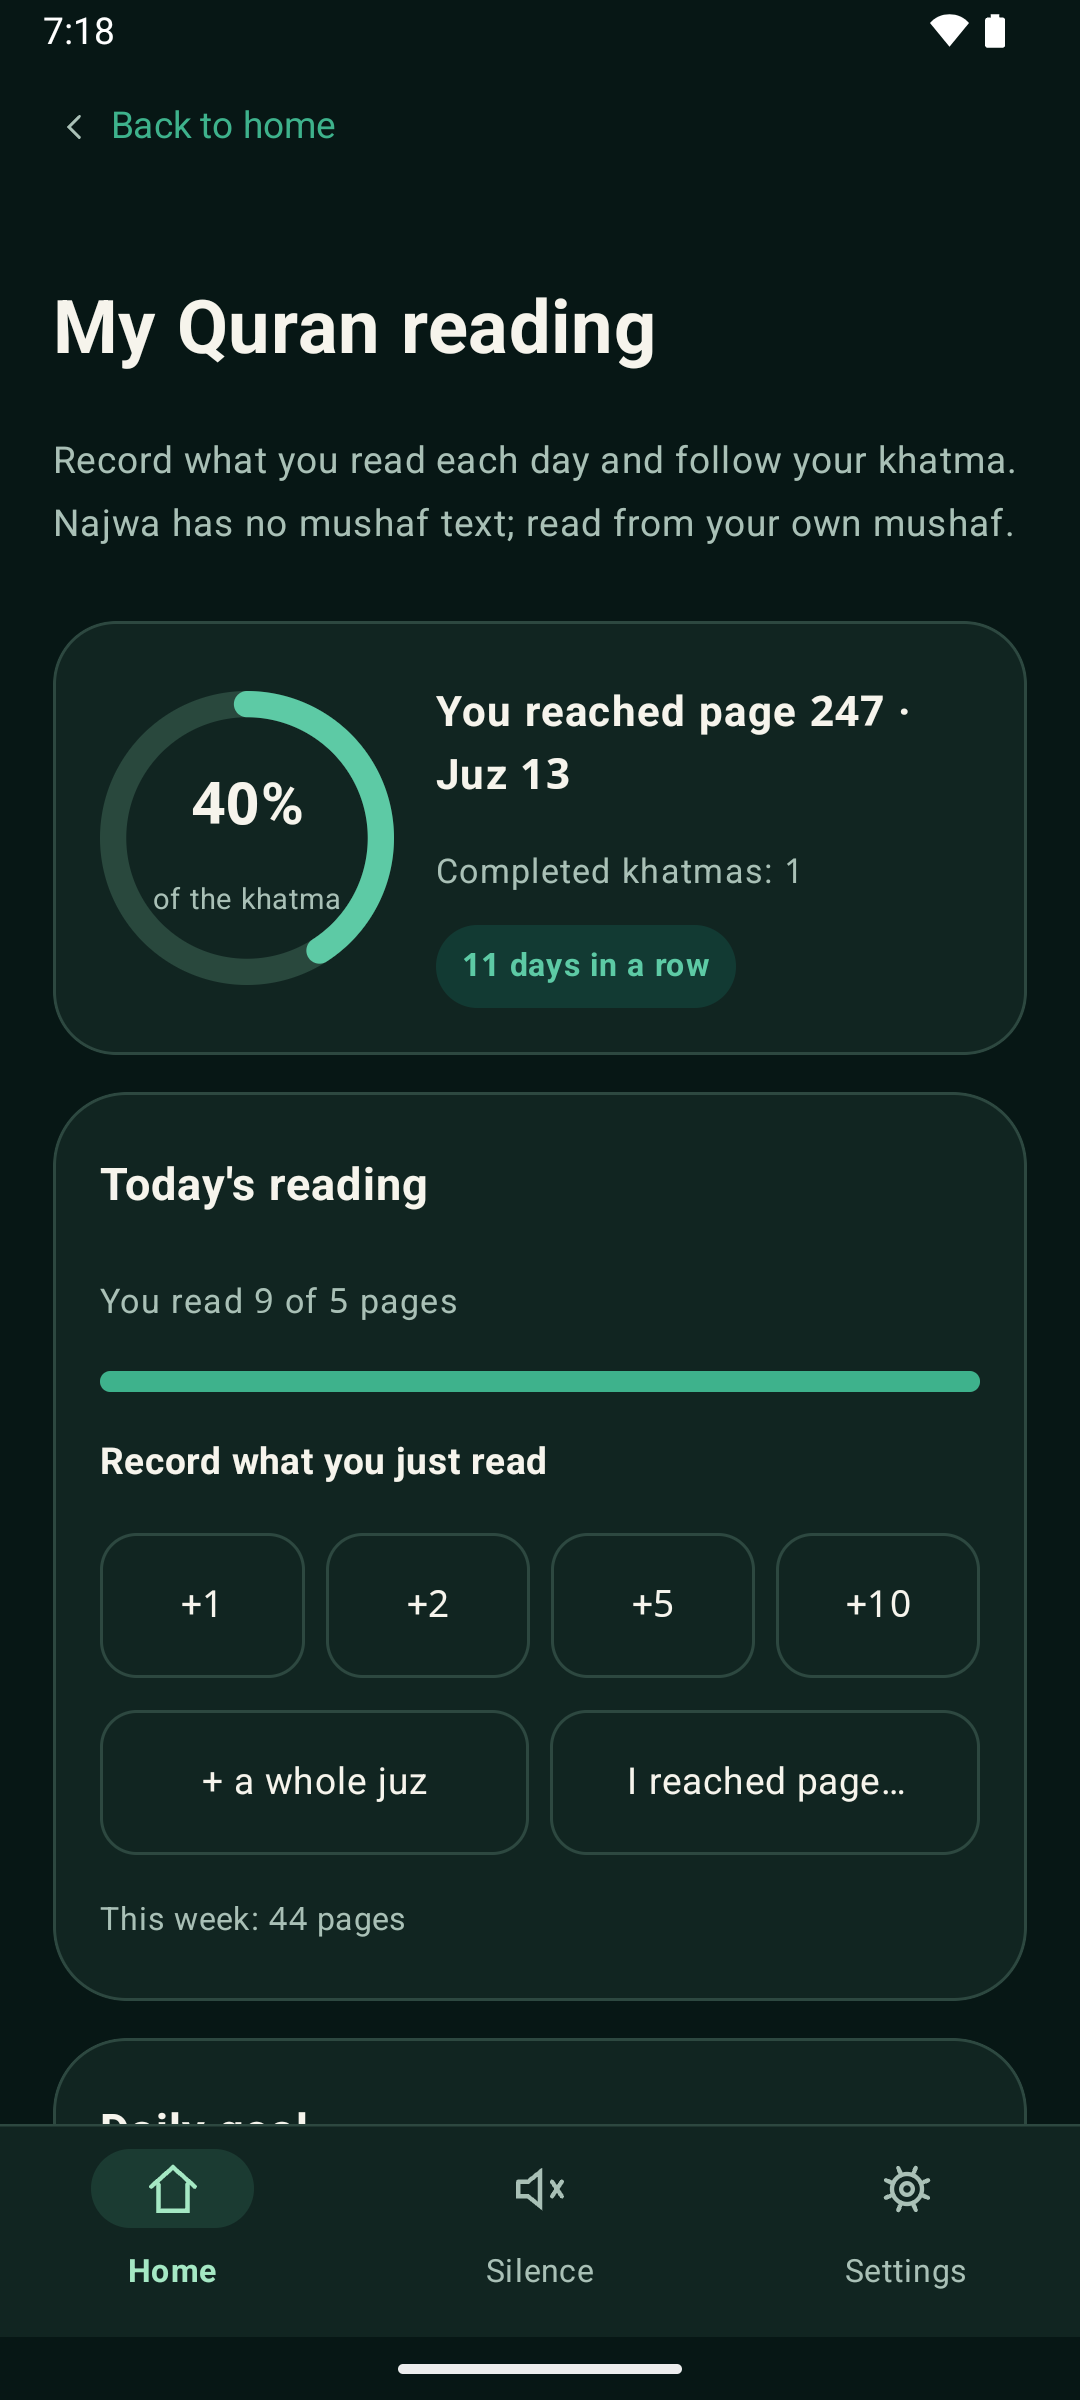 7:18
Back to home
My Quran reading
Record what you read each day and follow your khatma.
Najwa has no mushaf text; read from your own mushaf.
40%
of the khatma
You reached page 247 ·
Juz 13
Completed khatmas: 1
11 days in a row
Today's reading
You read 9 of 5 pages
Record what you just read
+1
+2
+5
+10
+ a whole juz
I reached page…
This week: 44 pages
Daily goal
Home
Silence
Settings